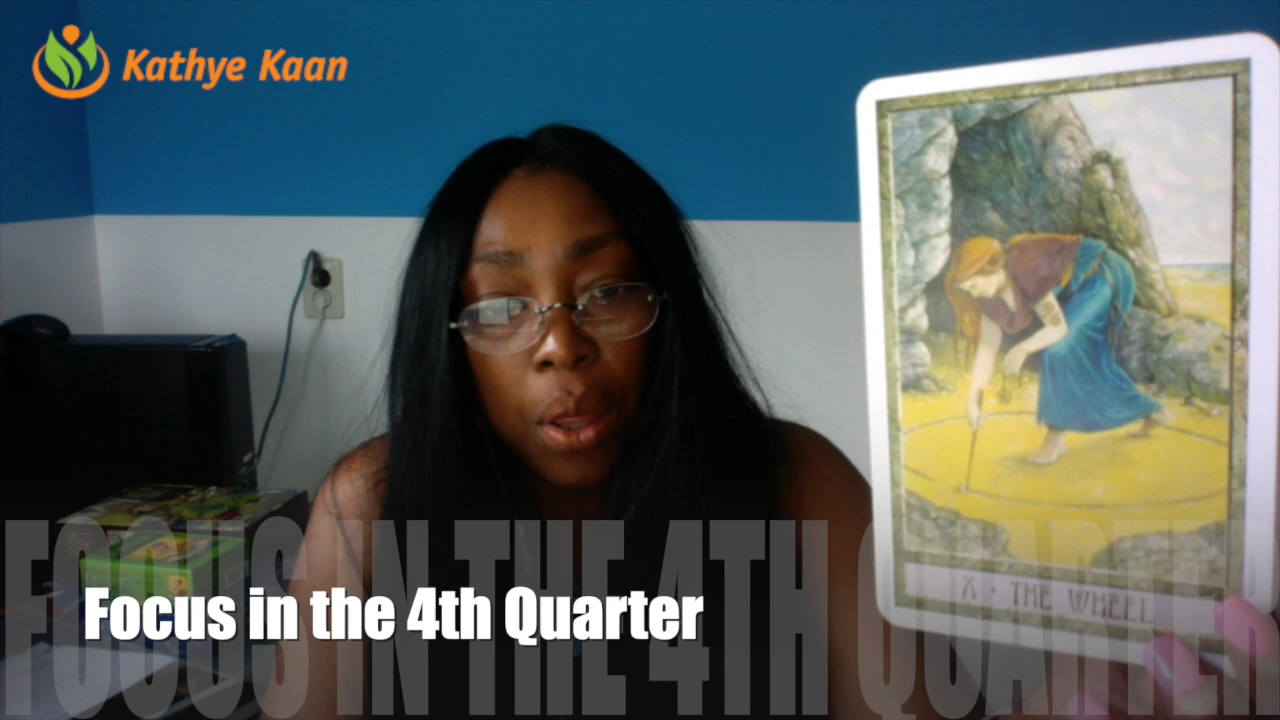 Kathye Kaan
FOCUS IN THE 4TH QUARTER
Focus in the 4th Quarter
X · THE WHEEL